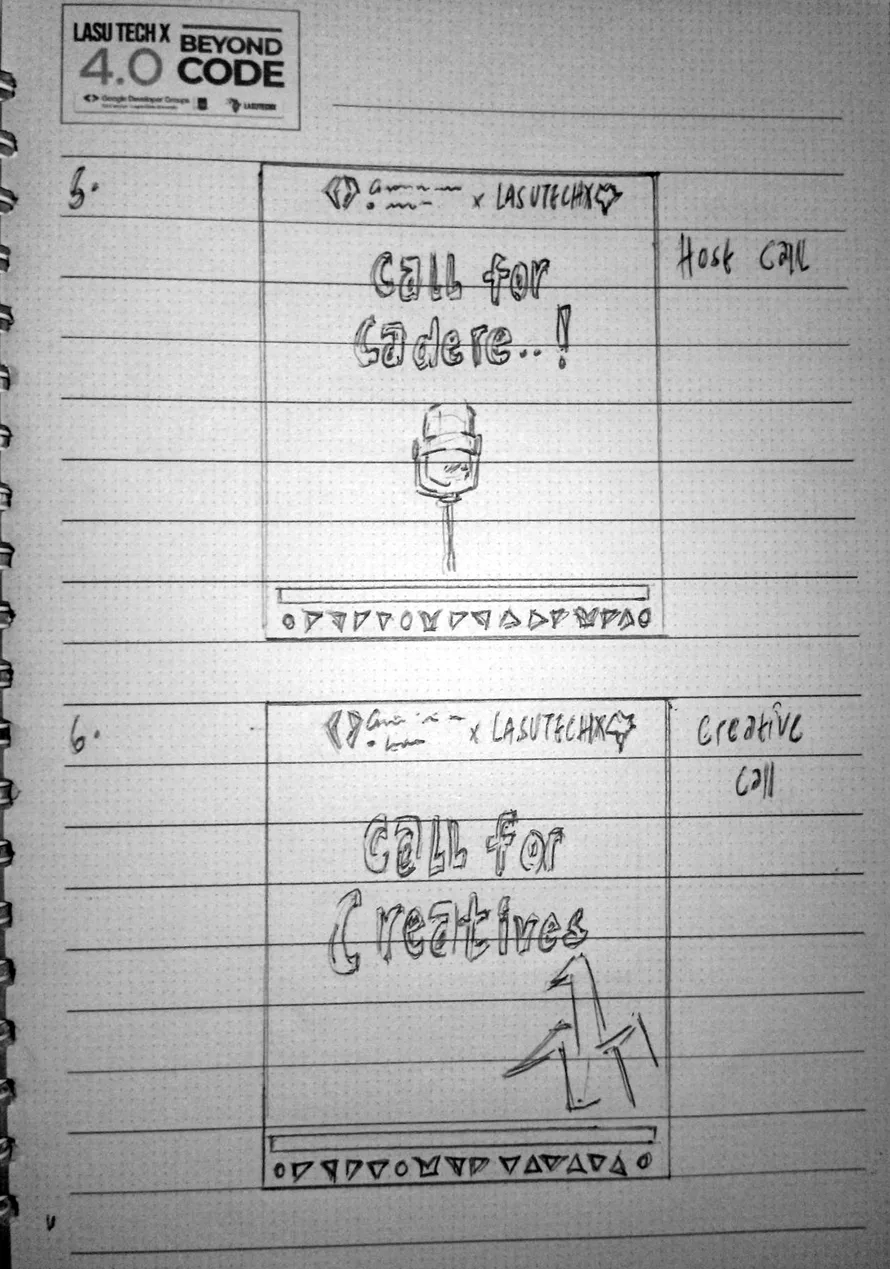 LASU TECH X
4.0
BEYOND
CODE
Google Developer Groups
LASUTECHX
5.
x LASUTECHX
Host Call
Call for
Cadere..!
6.
x LASUTECHX
Creative
Call
Call for
Creatives